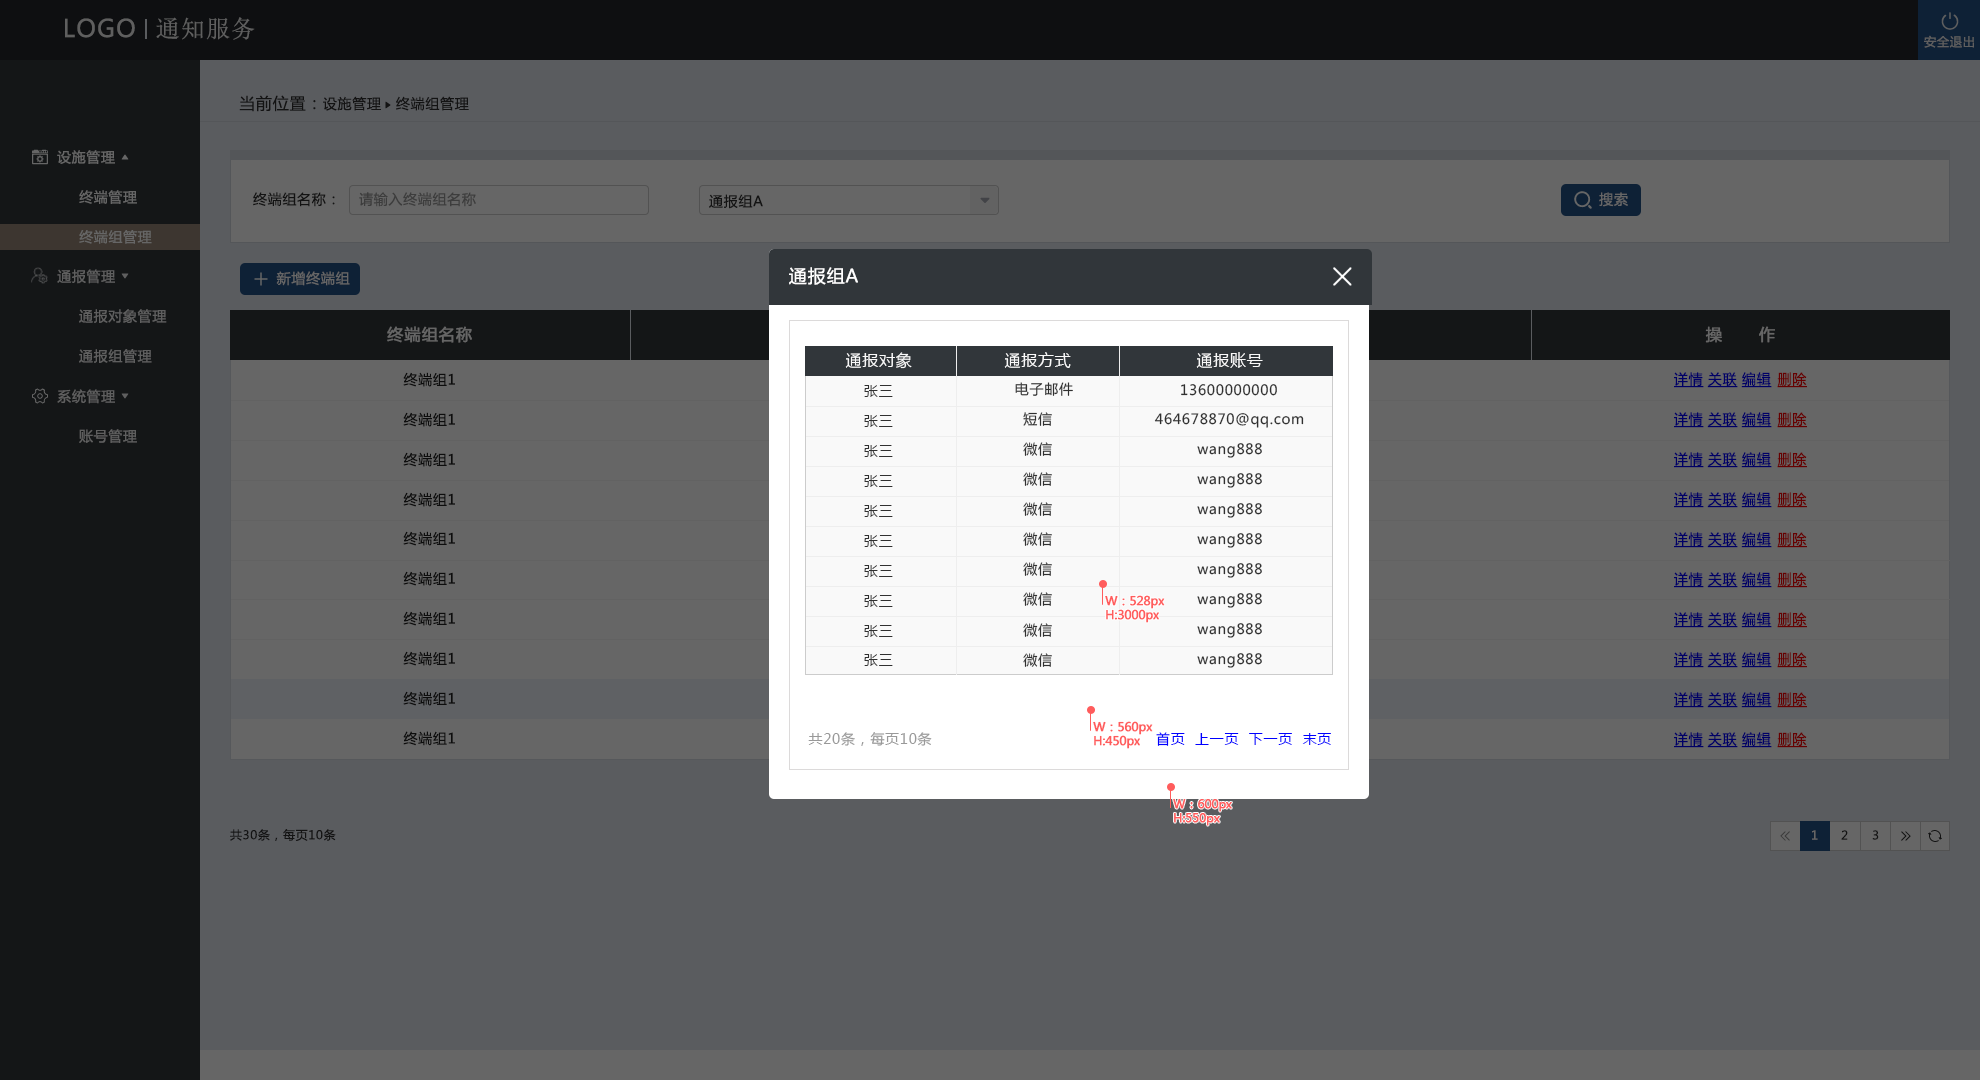 LOGO | 通知服务
安全退出
当前位置：设施管理 ▸ 终端组管理
设施管理
终端管理
终端组管理
通报管理
通报对象管理
通报组管理
系统管理
账号管理
终端组名称： 请输入终端组名称 通报组A 搜索
新增终端组
终端组名称 操 作
终端组1 详情 关联 编辑 删除
终端组1 详情 关联 编辑 删除
终端组1 详情 关联 编辑 删除
终端组1 详情 关联 编辑 删除
终端组1 详情 关联 编辑 删除
终端组1 详情 关联 编辑 删除
终端组1 详情 关联 编辑 删除
终端组1 详情 关联 编辑 删除
终端组1 详情 关联 编辑 删除
终端组1 详情 关联 编辑 删除
通报组A
通报对象 通报方式 通报账号
张三 电子邮件 13600000000
张三 短信 464678870@qq.com
张三 微信 wang888
张三 微信 wang888
张三 微信 wang888
张三 微信 wang888
张三 微信 wang888
张三 微信 wang888
张三 微信 wang888
张三 微信 wang888
W：528px
H:3000px
W：560px
H:450px
共20条，每页10条 首页 上一页 下一页 末页
W：600px
H:550px
共30条，每页10条 « 1 2 3 »